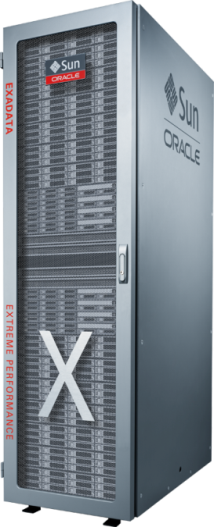 Sun
ORACLE
EXADATA
EXTREME PERFORMANCE
X
Sun
ORACLE